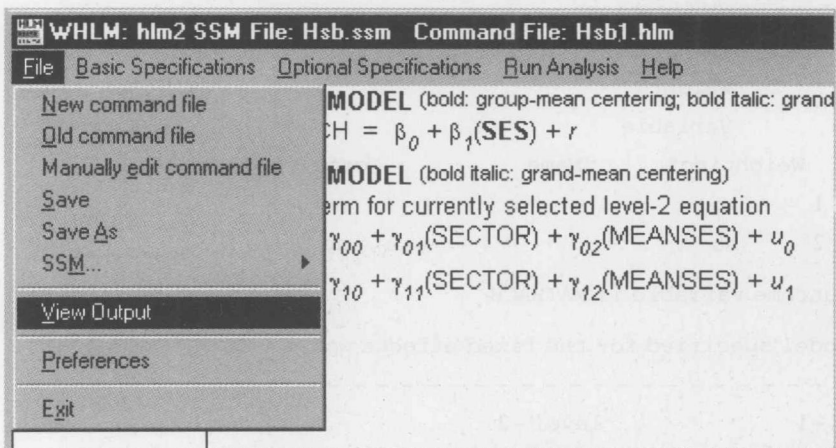 WHLM: hlm2 SSM File: Hsb.ssm Command File: Hsb1.hlm
File Basic Specifications Optional Specifications Run Analysis Help
New command file
Old command file
Manually edit command file
Save
Save As
SSM...
View Output
Preferences
Exit
MODEL (bold: group-mean centering; bold italic: grand
CH = β0 + β1(SES) + r
MODEL (bold italic: grand-mean centering)
erm for currently selected level-2 equation
γ00 + γ01(SECTOR) + γ02(MEANSES) + u0
γ10 + γ11(SECTOR) + γ12(MEANSES) + u1